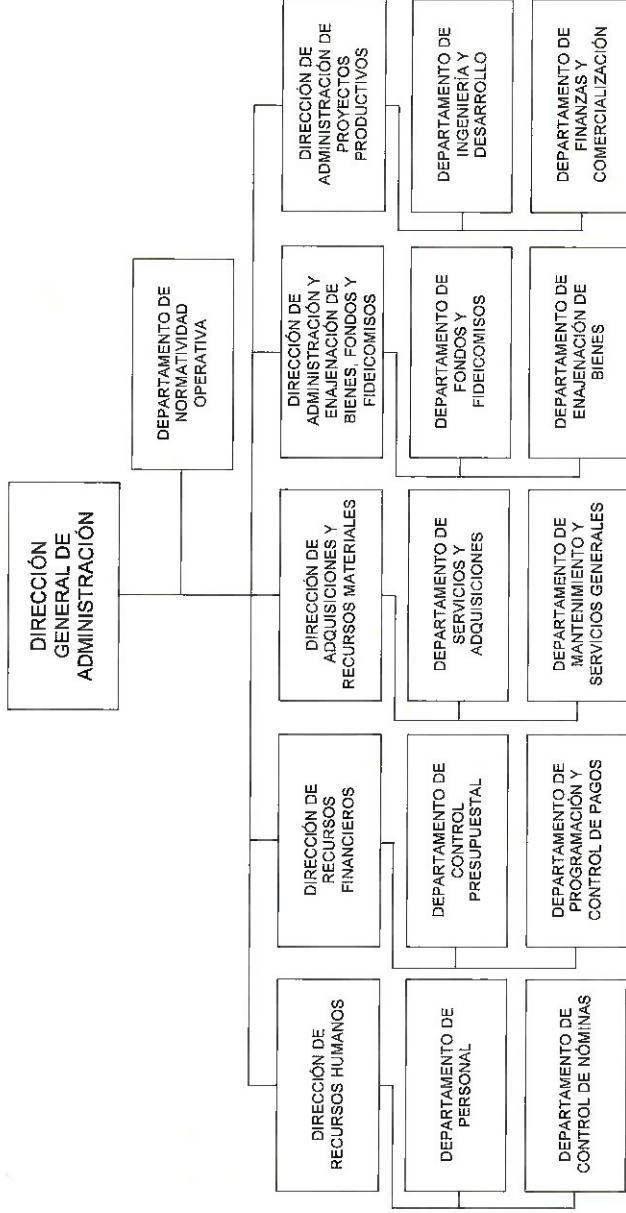 DIRECCIÓN
GENERAL DE
ADMINISTRACIÓN
DEPARTAMENTO DE
NORMATIVIDAD
OPERATIVA
DIRECCIÓN DE
RECURSOS HUMANOS
DIRECCIÓN DE
RECURSOS
FINANCIEROS
DIRECCIÓN DE
ADQUISICIONES Y
RECURSOS MATERIALES
DIRECCIÓN DE
ADMINISTRACIÓN Y
ENAJENACIÓN DE
BIENES, FONDOS Y
FIDEICOMISOS
DIRECCIÓN DE
ADMINISTRACIÓN DE
PROYECTOS
PRODUCTIVOS
DEPARTAMENTO DE
PERSONAL
DEPARTAMENTO DE
CONTROL
PRESUPUESTAL
DEPARTAMENTO DE
SERVICIOS Y
ADQUISICIONES
DEPARTAMENTO DE
FONDOS Y
FIDEICOMISOS
DEPARTAMENTO DE
INGENIERÍA Y
DESARROLLO
DEPARTAMENTO DE
CONTROL DE NÓMINAS
DEPARTAMENTO DE
PROGRAMACIÓN Y
CONTROL DE PAGOS
DEPARTAMENTO DE
MANTENIMIENTO Y
SERVICIOS GENERALES
DEPARTAMENTO DE
ENAJENACIÓN DE
BIENES
DEPARTAMENTO DE
FINANZAS Y
COMERCIALIZACIÓN